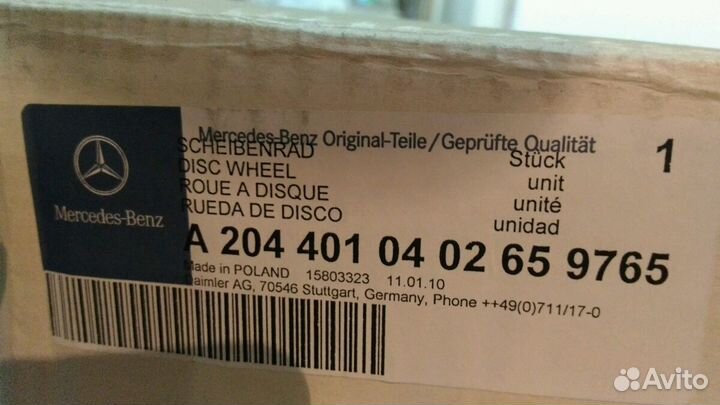 Mercedes-Benz Original-Teile/Geprüfte Qualität
SCHEIBENRAD Stück 1
DISC WHEEL unit
ROUE A DISQUE unité
RUEDA DE DISCO unidad
Mercedes-Benz
A 204 401 04 02 65 9765
Made in POLAND 15803323 11.01.10
Daimler AG, 70546 Stuttgart, Germany, Phone ++49(0)711/17-0
Avito